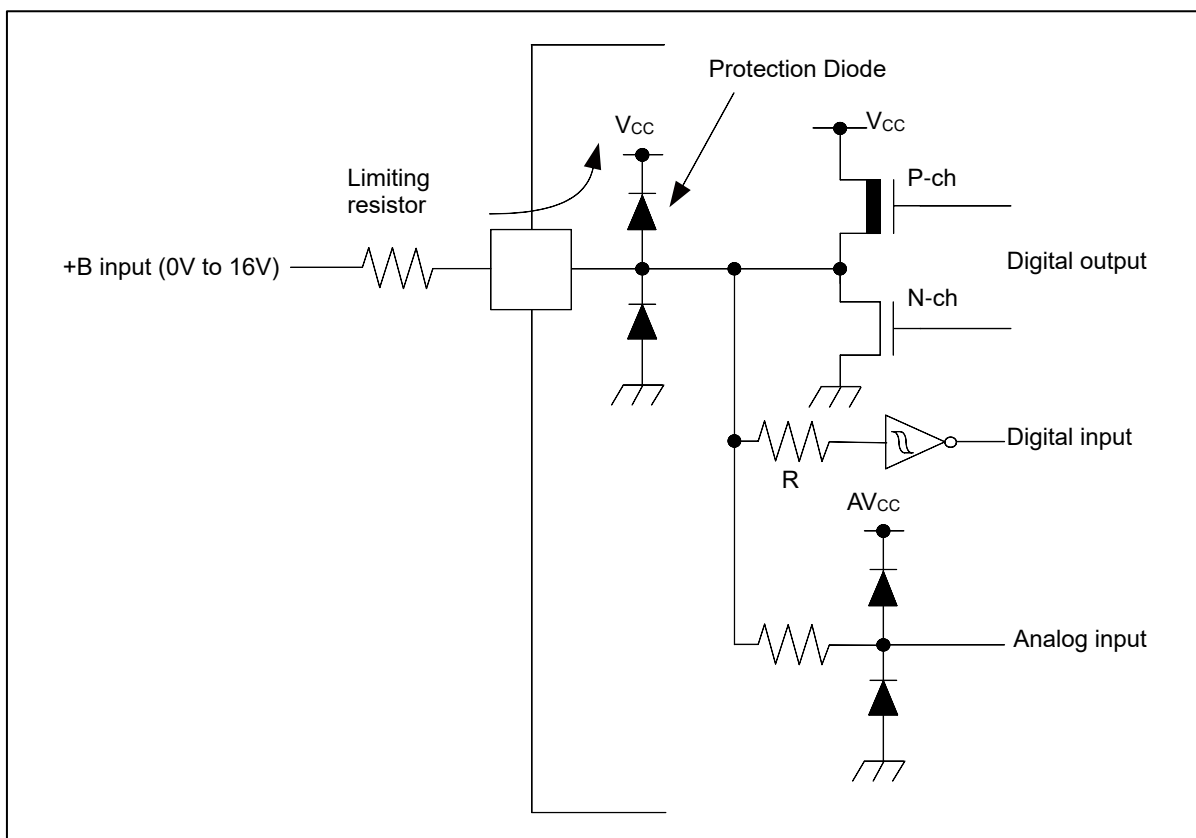 Protection Diode
VCC
VCC
Limiting
resistor
P-ch
+B input (0V to 16V)
Digital output
N-ch
Digital input
R
AVCC
Analog input